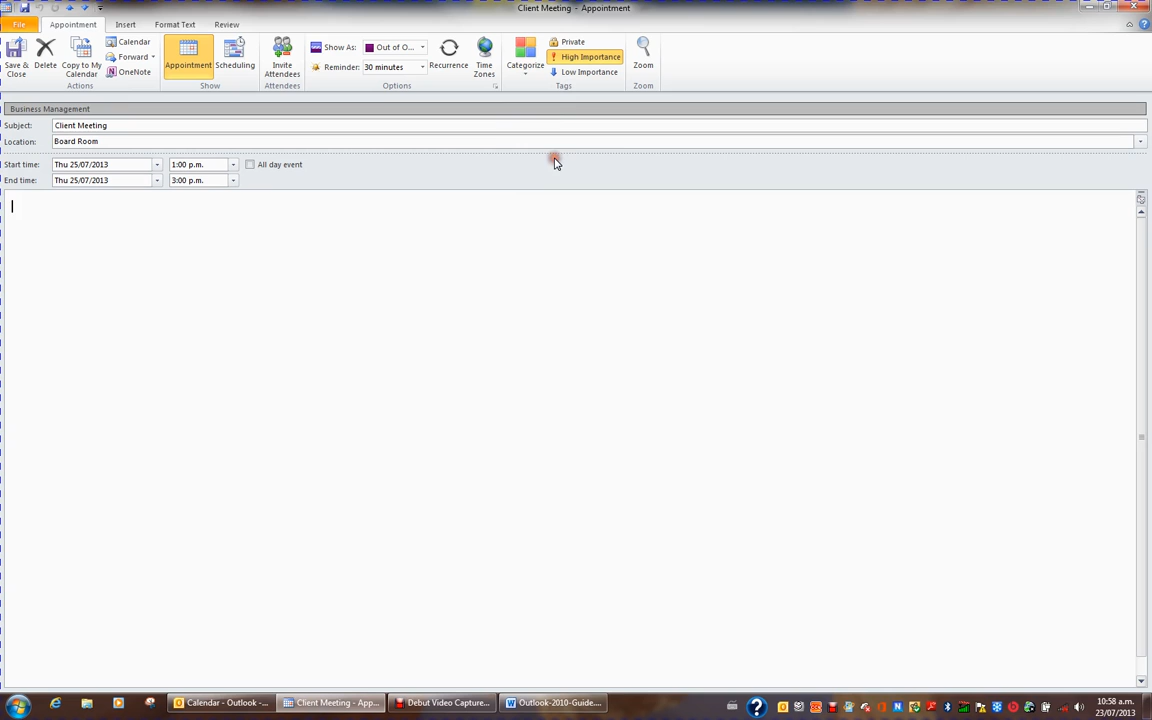 Client Meeting - Appointment
File Appointment Insert Format Text Review
Save & Close
Delete
Copy to My Calendar
Calendar
Forward
OneNote
Actions
Appointment
Scheduling
Show
Invite Attendees
Attendees
Show As: Out of O...
Reminder: 30 minutes
Recurrence
Time Zones
Options
Categorize
Private
High Importance
Low Importance
Tags
Zoom
Zoom
Business Management
Subject: Client Meeting
Location: Board Room
Start time: Thu 25/07/2013 1:00 p.m. All day event
End time: Thu 25/07/2013 3:00 p.m.
Calendar - Outlook -... Client Meeting - App... Debut Video Capture... Outlook-2010-Guide....
10:58 a.m.
23/07/2013